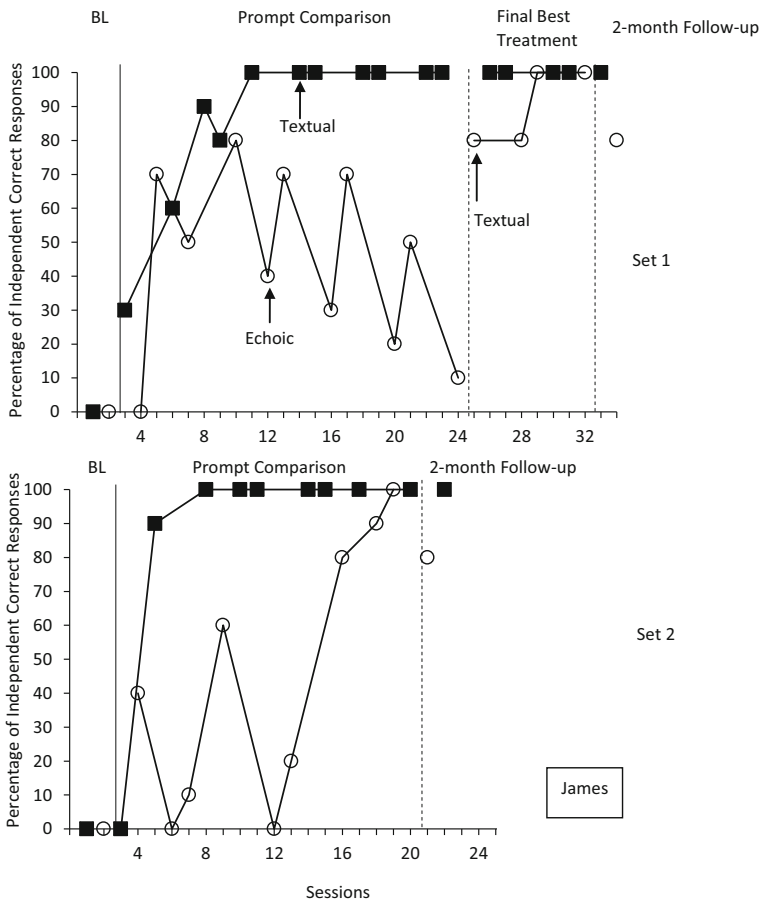 BL Prompt Comparison Final Best Treatment 2-month Follow-up
Percentage of Independent Correct Responses
100
90
80
70
60
50
40
30
20
10
0
Textual
Echoic
Textual
Set 1
4 8 12 16 20 24 28 32
BL Prompt Comparison 2-month Follow-up
Percentage of Independent Correct Responses
100
90
80
70
60
50
40
30
20
10
0
Set 2
James
4 8 12 16 20 24
Sessions